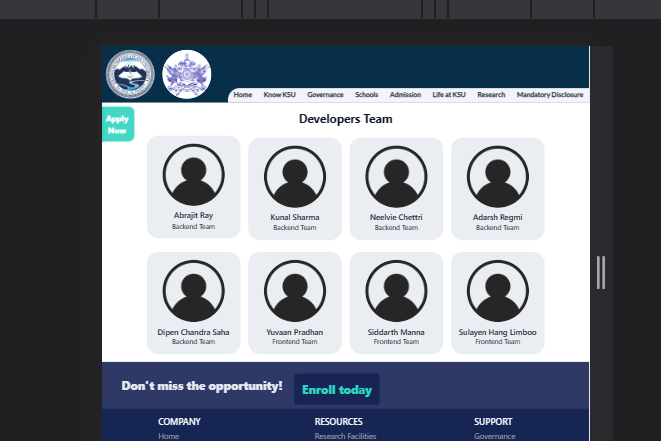 Home Know KSU Governance Schools Admission Life at KSU Research Mandatory Disclosure
Apply
Now
Developers Team
Abrajit Ray
Backend Team
Kunal Sharma
Backend Team
Neelvie Chettri
Backend Team
Adarsh Regmi
Backend Team
Dipen Chandra Saha
Backend Team
Yuvaan Pradhan
Frontend Team
Siddarth Manna
Frontend Team
Sulayen Hang Limboo
Frontend Team
Don't miss the opportunity!
Enroll today
COMPANY
Home
RESOURCES
Research Facilities
SUPPORT
Governance